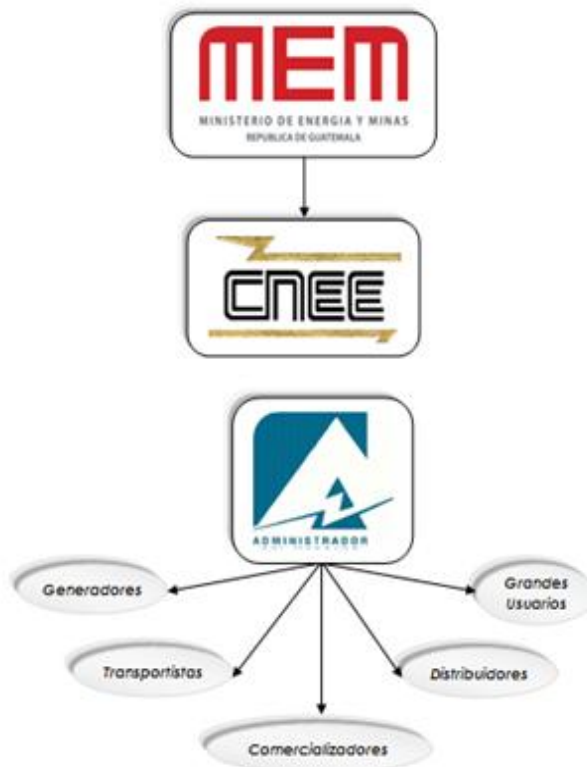 MEM
MINISTERIO DE ENERGIA Y MINAS
REPUBLICA DE GUATEMALA
CNEE
ADMINISTRADOR
Generadores
Grandes
Usuarios
Transportistas
Distribuidores
Comercializadores